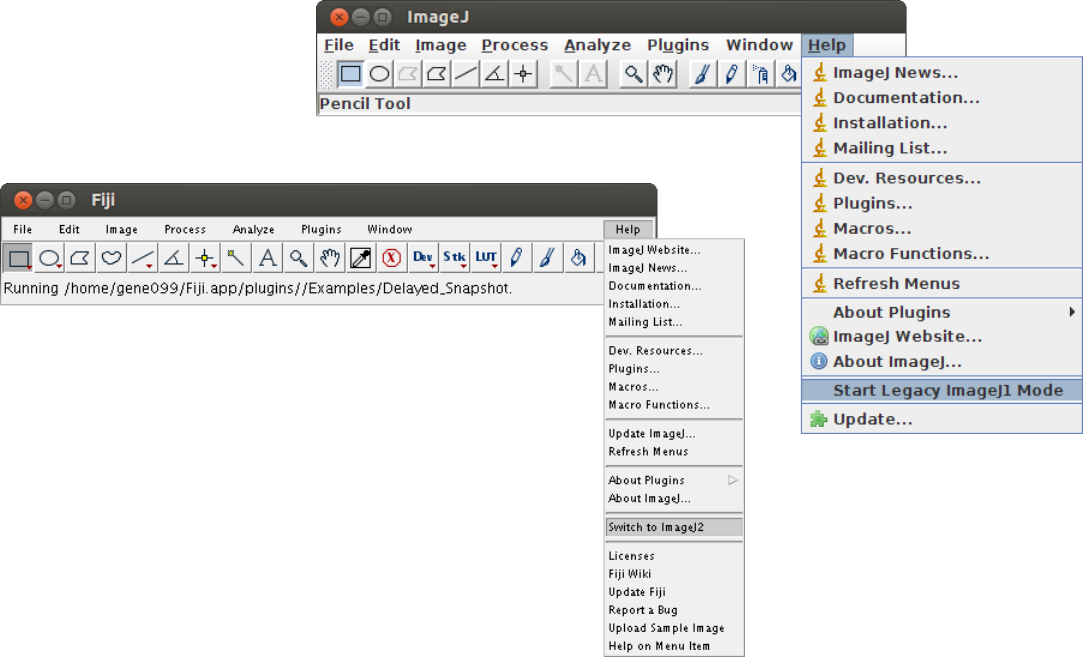 ImageJ
File Edit Image Process Analyze Plugins Window Help
Pencil Tool
ImageJ News...
Documentation...
Installation...
Mailing List...
Dev. Resources...
Plugins...
Macros...
Macro Functions...
Refresh Menus
About Plugins
ImageJ Website...
About ImageJ...
Start Legacy ImageJ1 Mode
Update...
Fiji
File Edit Image Process Analyze Plugins Window Help
Dev Stk LUT
Running /home/gene099/Fiji.app/plugins//Examples/Delayed_Snapshot.
ImageJ Website...
ImageJ News...
Documentation...
Installation...
Mailing List...
Dev. Resources...
Plugins...
Macros...
Macro Functions...
Update ImageJ...
Refresh Menus
About Plugins
About ImageJ...
Switch to ImageJ2
Licenses
Fiji Wiki
Update Fiji
Report a Bug
Upload Sample Image
Help on Menu Item